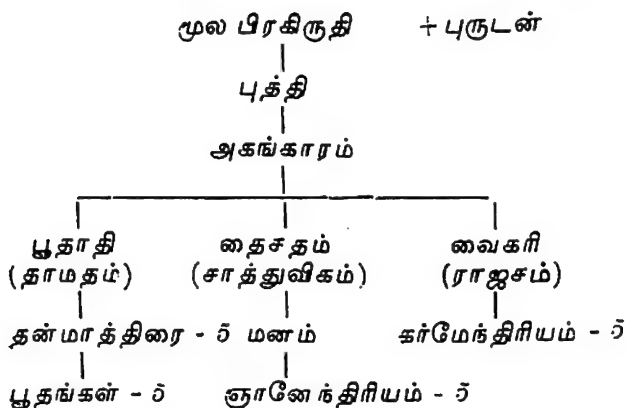 மூல பிரகிருதி + புருடன்
புத்தி
அகங்காரம்
பூதாதி தைசதம் வைகரி
(தாமதம்) (சாத்துவிகம்) (ராஜசம்)
தன்மாத்திரை - 5 மனம் கர்மேந்திரியம் - 5
பூதங்கள் - 5 ஞானேந்திரியம் - 5